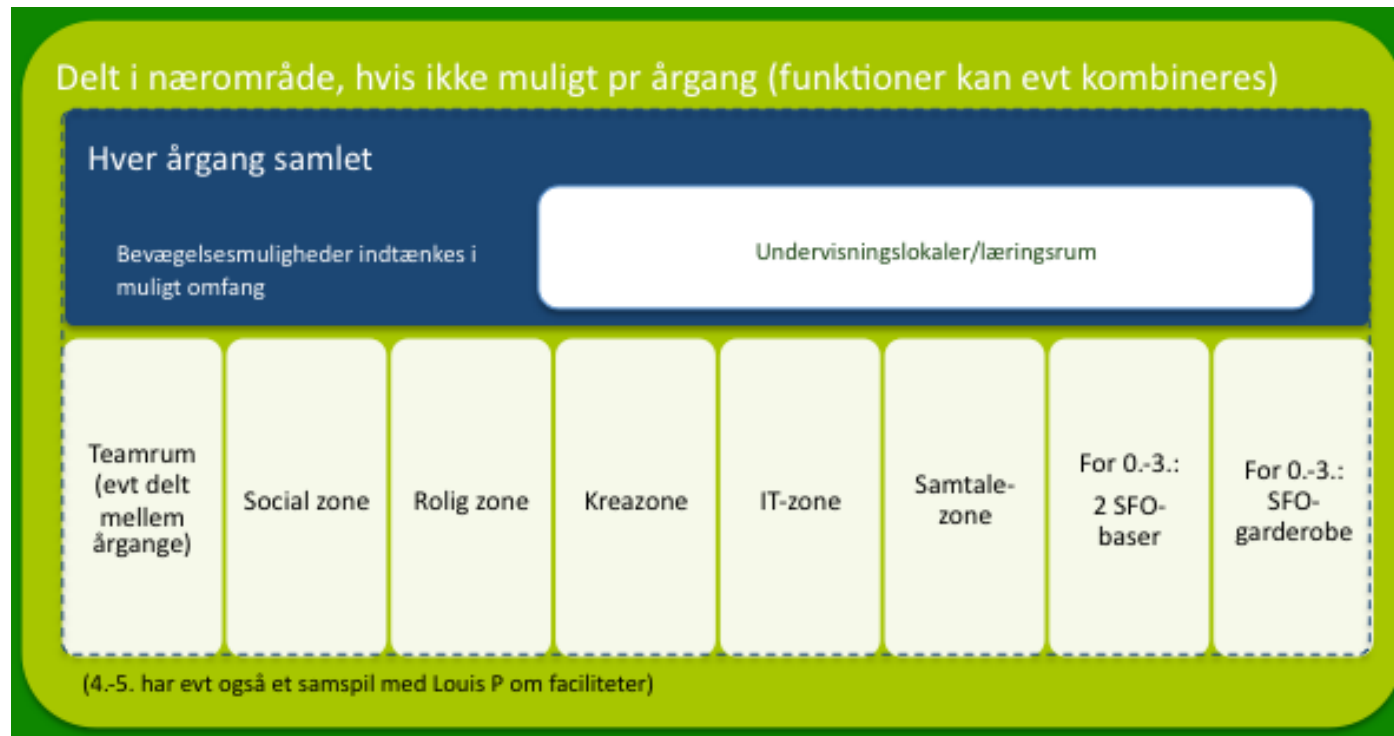 Delt i nærområde, hvis ikke muligt pr årgang (funktioner kan evt kombineres)
Hver årgang samlet
Bevægelsesmuligheder indtænkes i
muligt omfang
Undervisningslokaler/læringsrum
Teamrum
(evt delt
mellem
årgange)
Social zone
Rolig zone
Kreazone
IT-zone
Samtale-
zone
For 0.-3.:
2 SFO-
baser
For 0.-3.:
SFO-
garderobe
(4.-5. har evt også et samspil med Louis P om faciliteter)